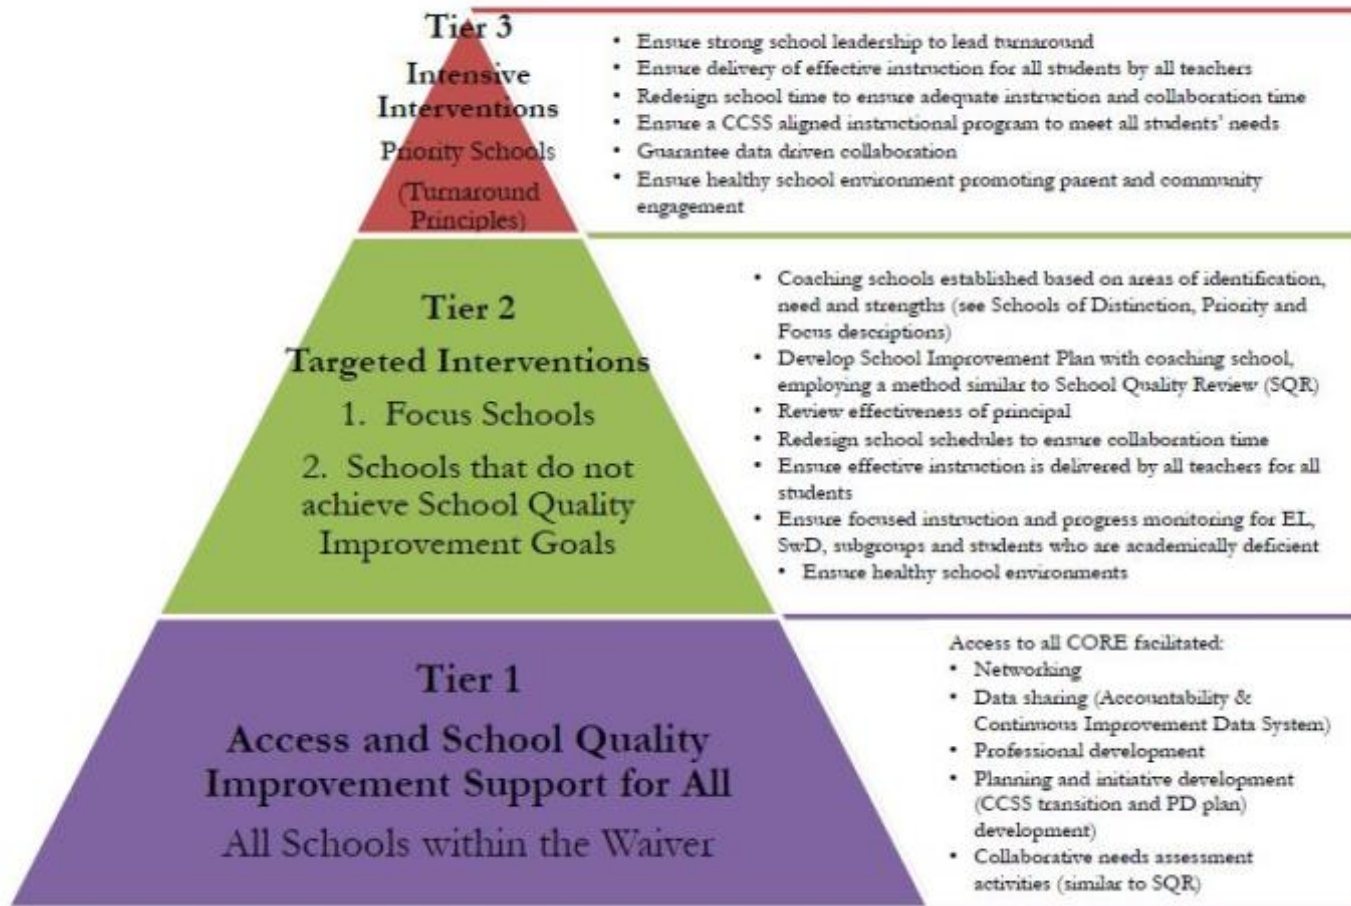 Tier 3
Intensive
Interventions
Priority Schools
(Turnaround
Principles)
• Ensure strong school leadership to lead turnaround
• Ensure delivery of effective instruction for all students by all teachers
• Redesign school time to ensure adequate instruction and collaboration time
• Ensure a CCSS aligned instructional program to meet all students' needs
• Guarantee data driven collaboration
• Ensure healthy school environment promoting parent and community
engagement
Tier 2
Targeted Interventions
1. Focus Schools
2. Schools that do not
achieve School Quality
Improvement Goals
• Coaching schools established based on areas of identification,
need and strengths (see Schools of Distinction, Priority and
Focus descriptions)
• Develop School Improvement Plan with coaching school,
employing a method similar to School Quality Review (SQR)
• Review effectiveness of principal
• Redesign school schedules to ensure collaboration time
• Ensure effective instruction is delivered by all teachers for all
students
• Ensure focused instruction and progress monitoring for EL,
SwD, subgroups and students who are academically deficient
• Ensure healthy school environments
Tier 1
Access and School Quality
Improvement Support for All
All Schools within the Waiver
Access to all CORE facilitated:
• Networking
• Data sharing (Accountability &
Continuous Improvement Data System)
• Professional development
• Planning and initiative development
(CCSS transition and PD plan)
development)
• Collaborative needs assessment
activities (similar to SQR)